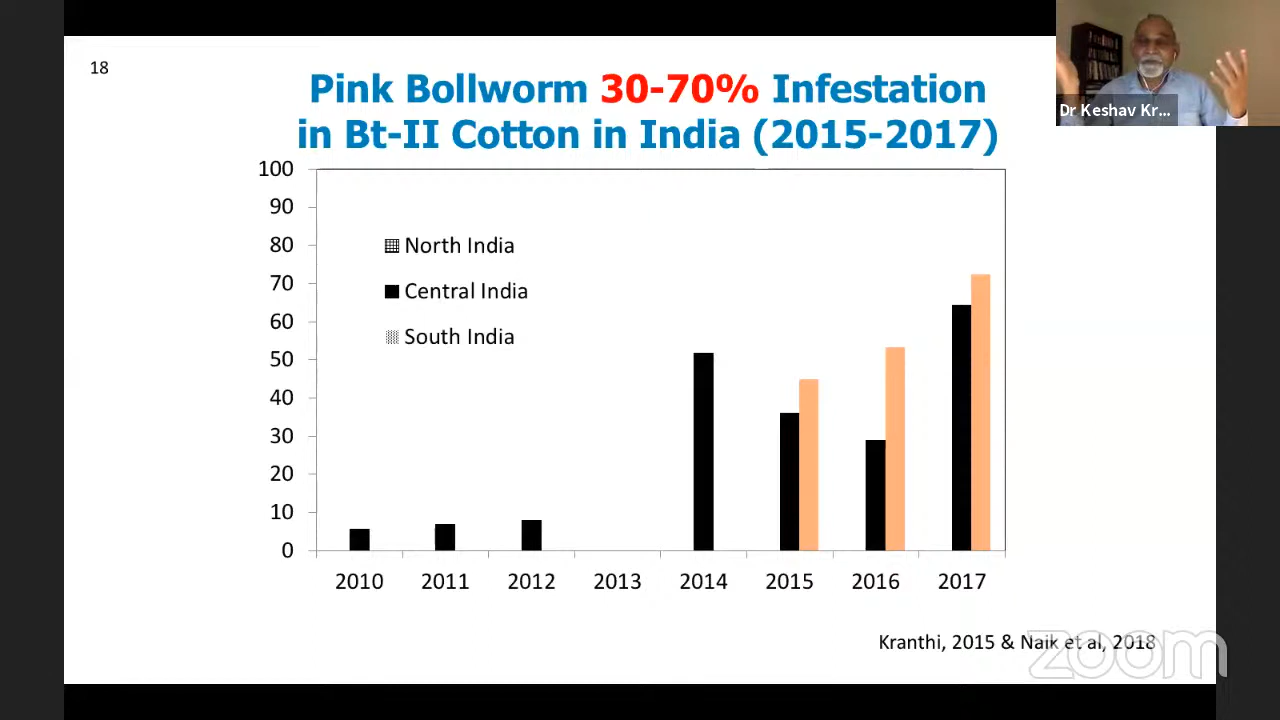 18
Pink Bollworm 30-70% Infestation
in Bt-II Cotton in India (2015-2017)
Dr Keshav Kr...
100
90
80
70
60
50
40
30
20
10
0
North India
Central India
South India
2010 2011 2012 2013 2014 2015 2016 2017
Kranthi, 2015 & Naik et al, 2018
zoom